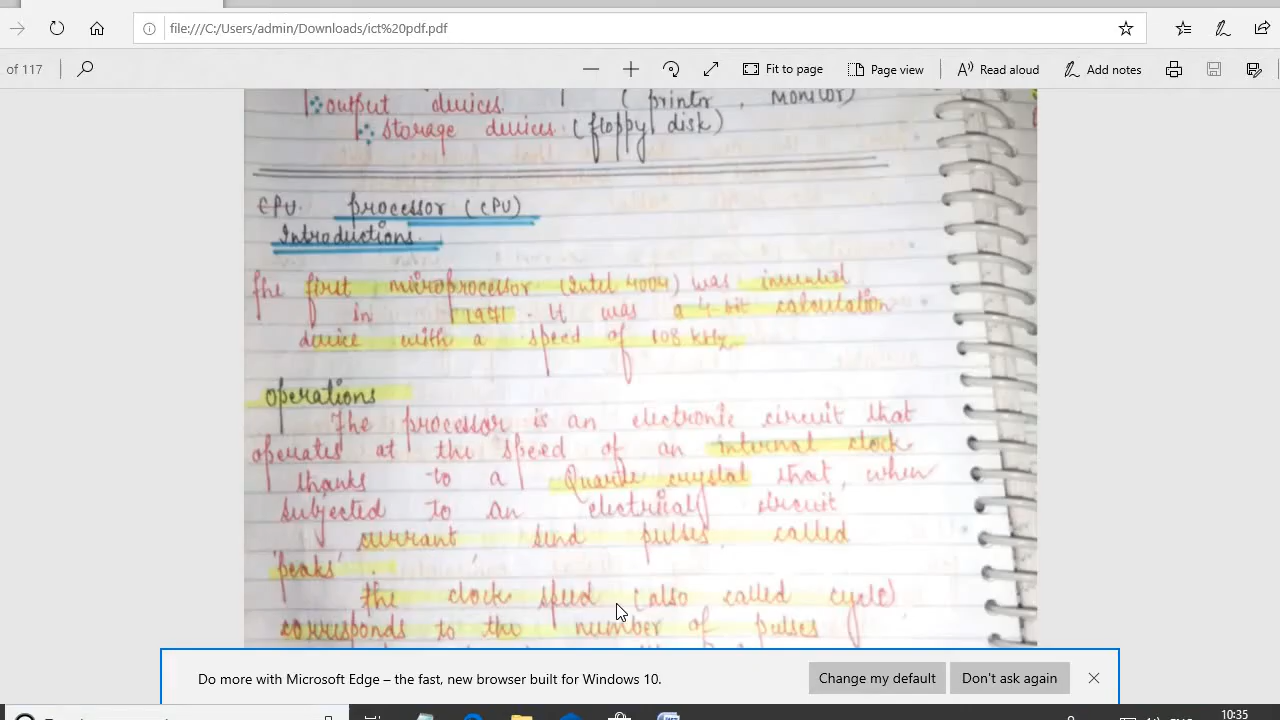 file:///C:/Users/admin/Downloads/ict%20pdf.pdf
of 117
Fit to page
Page view
Read aloud
Add notes
output devices. ( printr , Monitor)
storage devices. (floppy disk)
CPU. processor (CPU)
Introductions.
The first microprocessor (Intel 4004) was invented
in 1971. It was a 4-bit calculation
device with a speed of 108 kHz.
operations
The processor is an electronic circuit that
operates at the speed of an internal clock
thanks to a Quartz crystal that, when
subjected to an electrically circuit
currant send pulses, called
'peaks'.
The clock speed (also called cycle)
corresponds to the number of pulses
Do more with Microsoft Edge – the fast, new browser built for Windows 10.
Change my default
Don't ask again
10:35